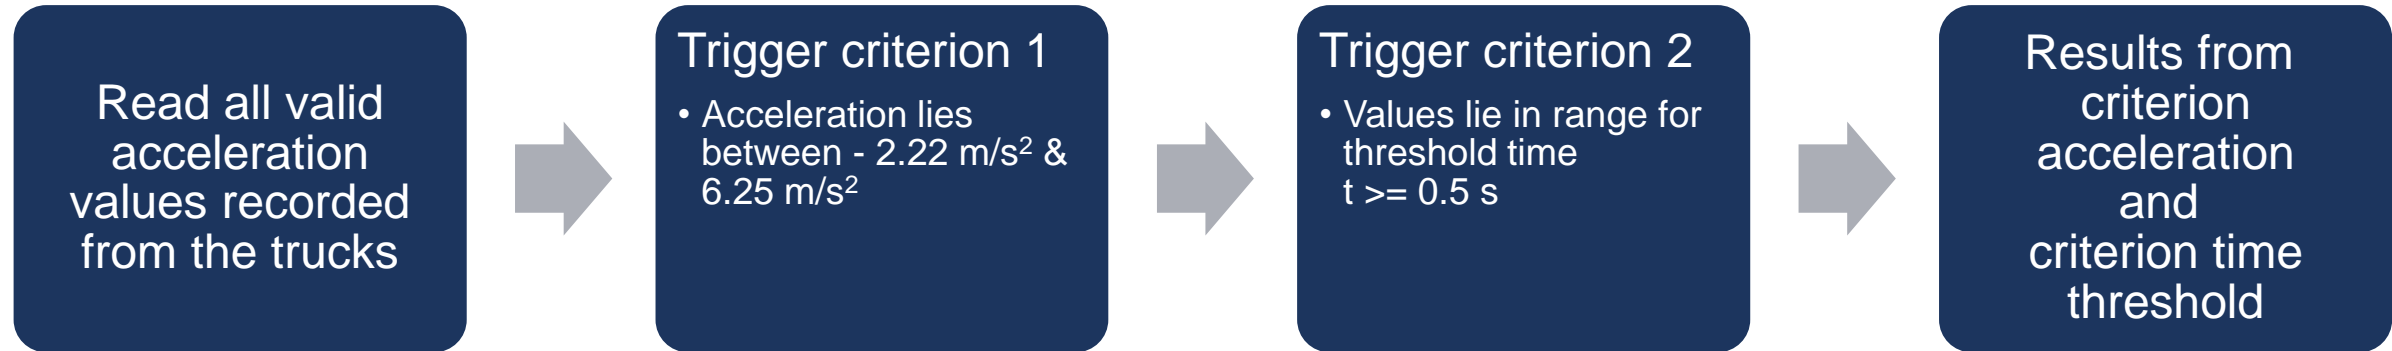 Read all valid
acceleration
values recorded
from the trucks
Trigger criterion 1
• Acceleration lies
between - 2.22 m/s² &
6.25 m/s²
Trigger criterion 2
• Values lie in range for
threshold time
t >= 0.5 s
Results from
criterion
acceleration
and
criterion time
threshold